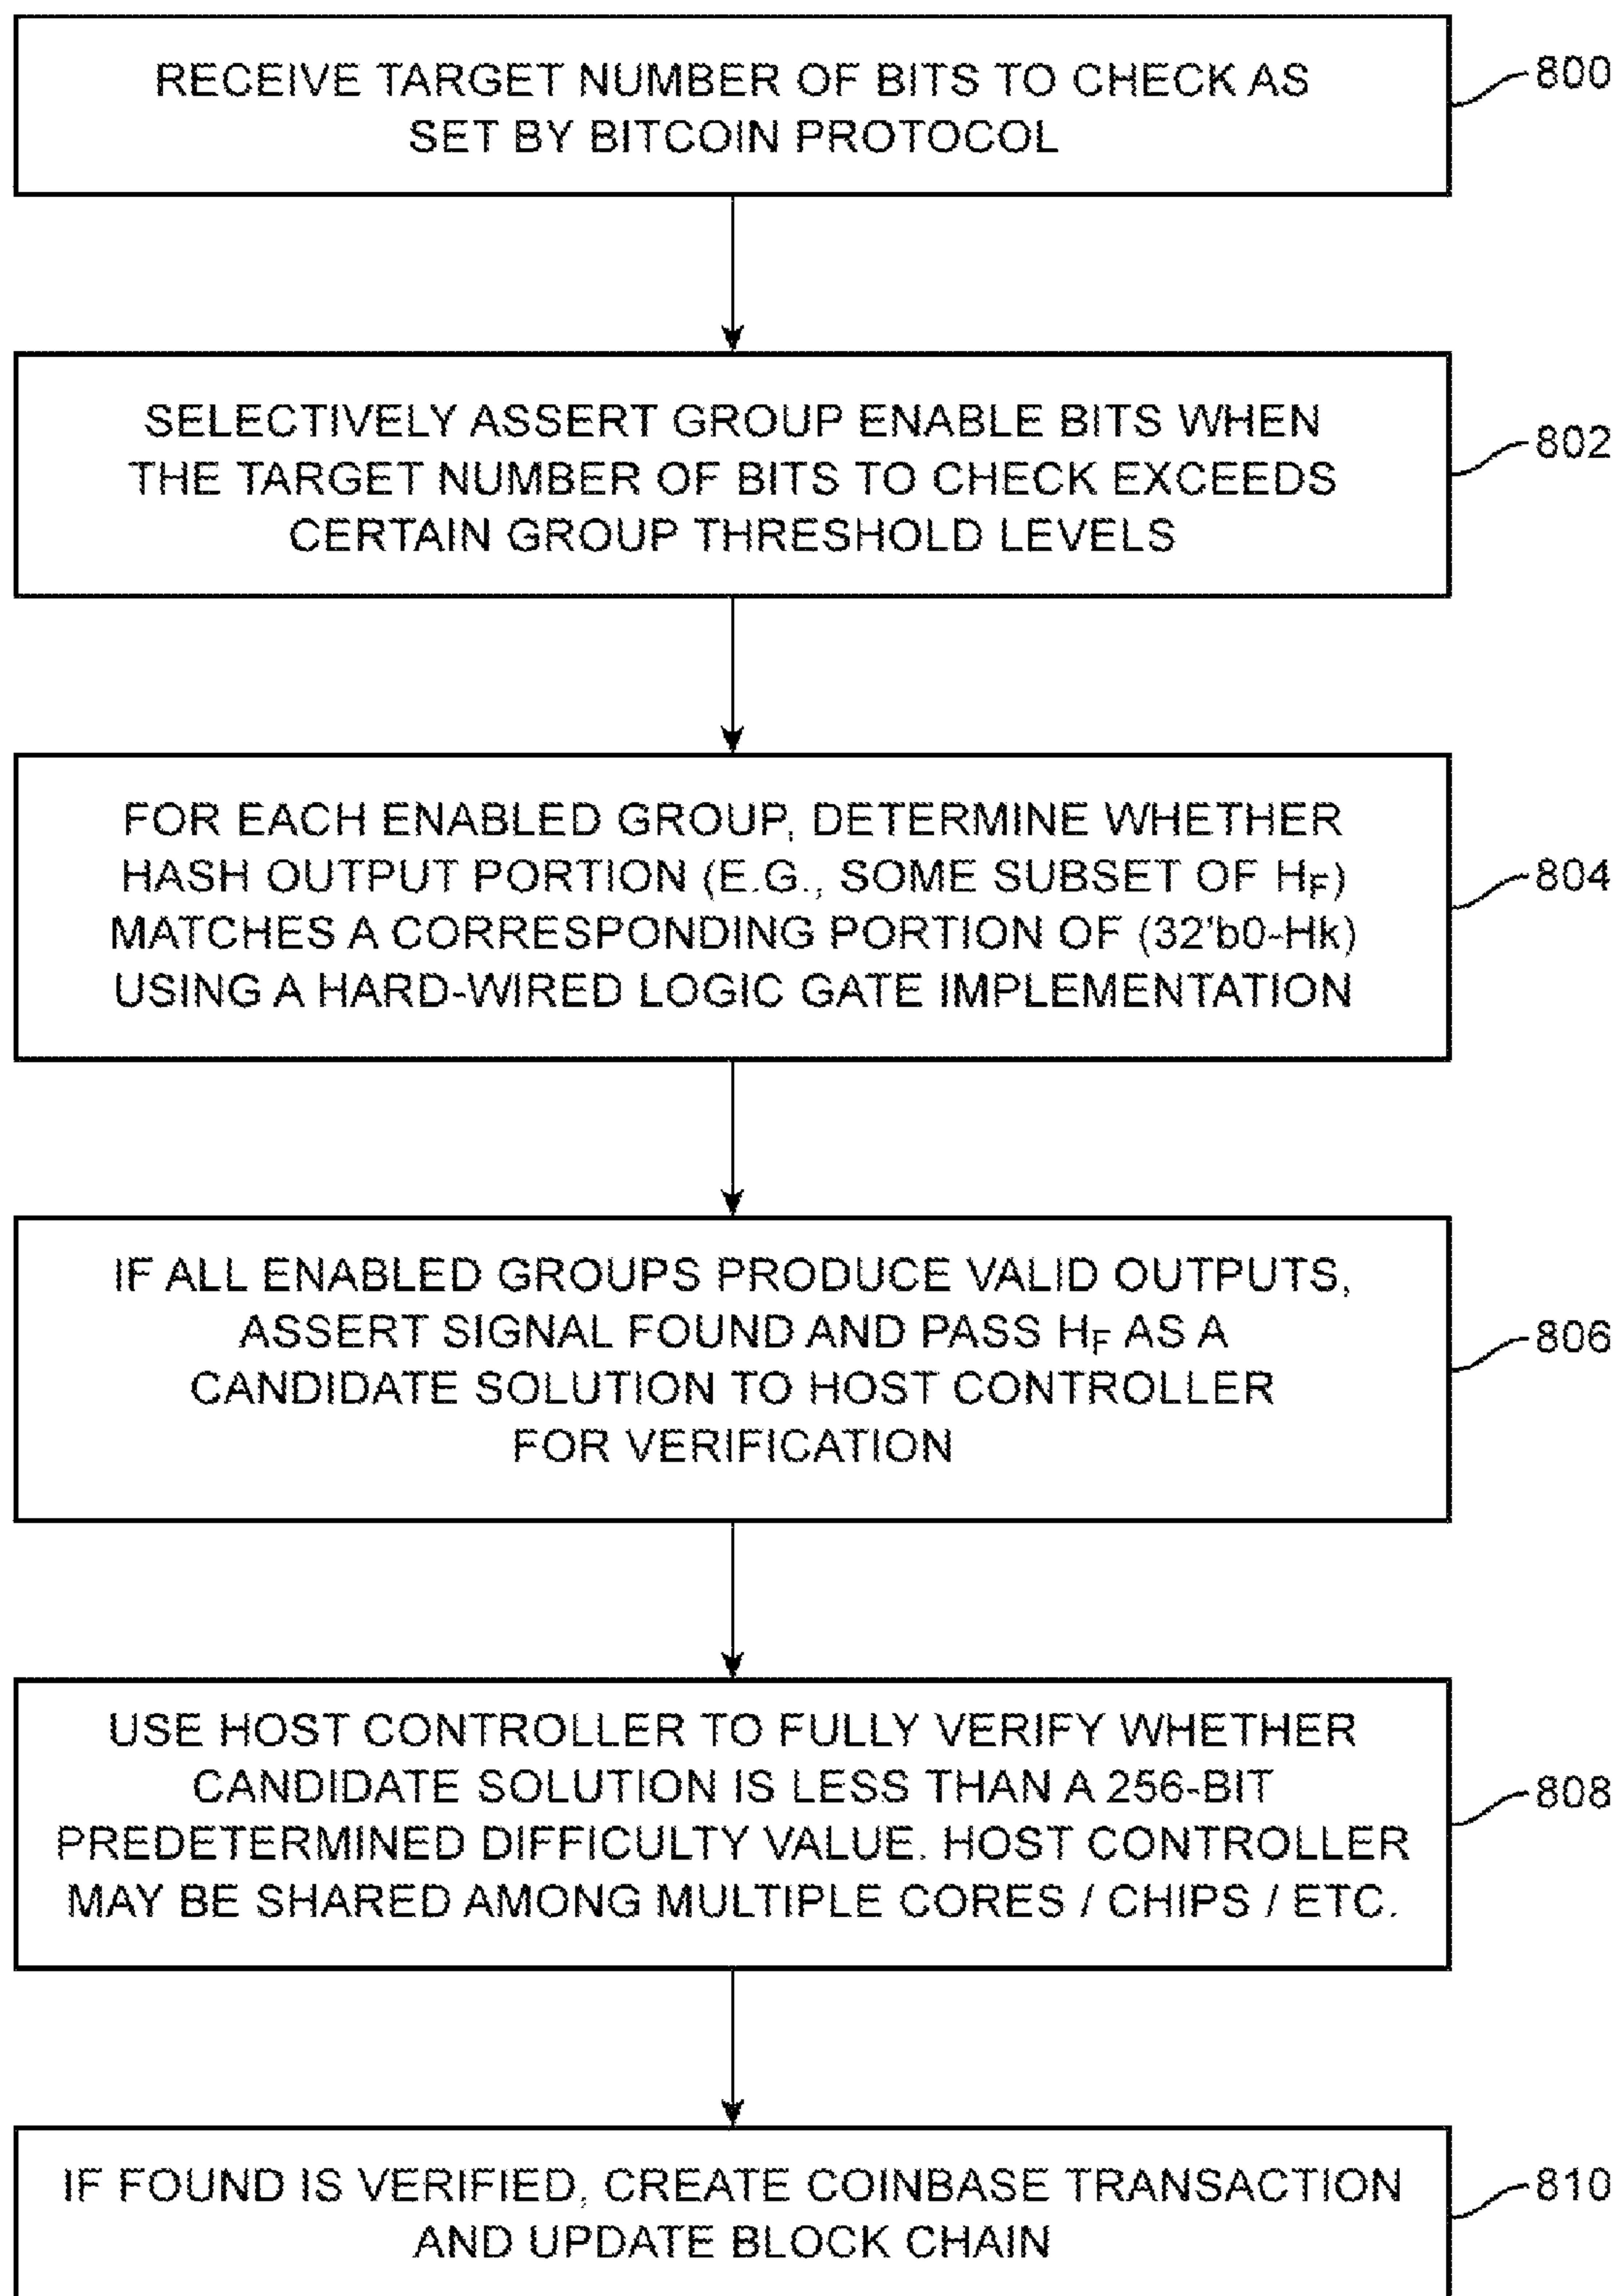 RECEIVE TARGET NUMBER OF BITS TO CHECK AS
SET BY BITCOIN PROTOCOL
800
SELECTIVELY ASSERT GROUP ENABLE BITS WHEN
THE TARGET NUMBER OF BITS TO CHECK EXCEEDS
CERTAIN GROUP THRESHOLD LEVELS
802
FOR EACH ENABLED GROUP, DETERMINE WHETHER
HASH OUTPUT PORTION (E.G., SOME SUBSET OF HF)
MATCHES A CORRESPONDING PORTION OF (32'b0-Hk)
USING A HARD-WIRED LOGIC GATE IMPLEMENTATION
804
IF ALL ENABLED GROUPS PRODUCE VALID OUTPUTS,
ASSERT SIGNAL FOUND AND PASS HF AS A
CANDIDATE SOLUTION TO HOST CONTROLLER
FOR VERIFICATION
806
USE HOST CONTROLLER TO FULLY VERIFY WHETHER
CANDIDATE SOLUTION IS LESS THAN A 256-BIT
PREDETERMINED DIFFICULTY VALUE. HOST CONTROLLER
MAY BE SHARED AMONG MULTIPLE CORES / CHIPS / ETC.
808
IF FOUND IS VERIFIED, CREATE COINBASE TRANSACTION
AND UPDATE BLOCK CHAIN
810